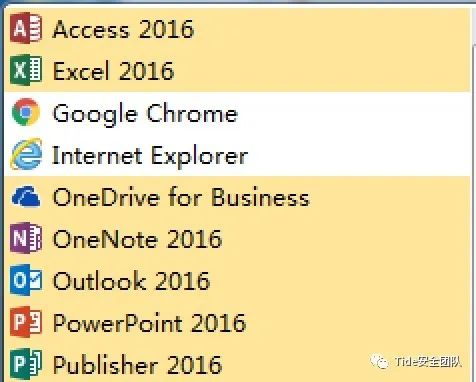 Access 2016
Excel 2016
Google Chrome
Internet Explorer
OneDrive for Business
OneNote 2016
Outlook 2016
PowerPoint 2016
Publisher 2016
Tide安全团队